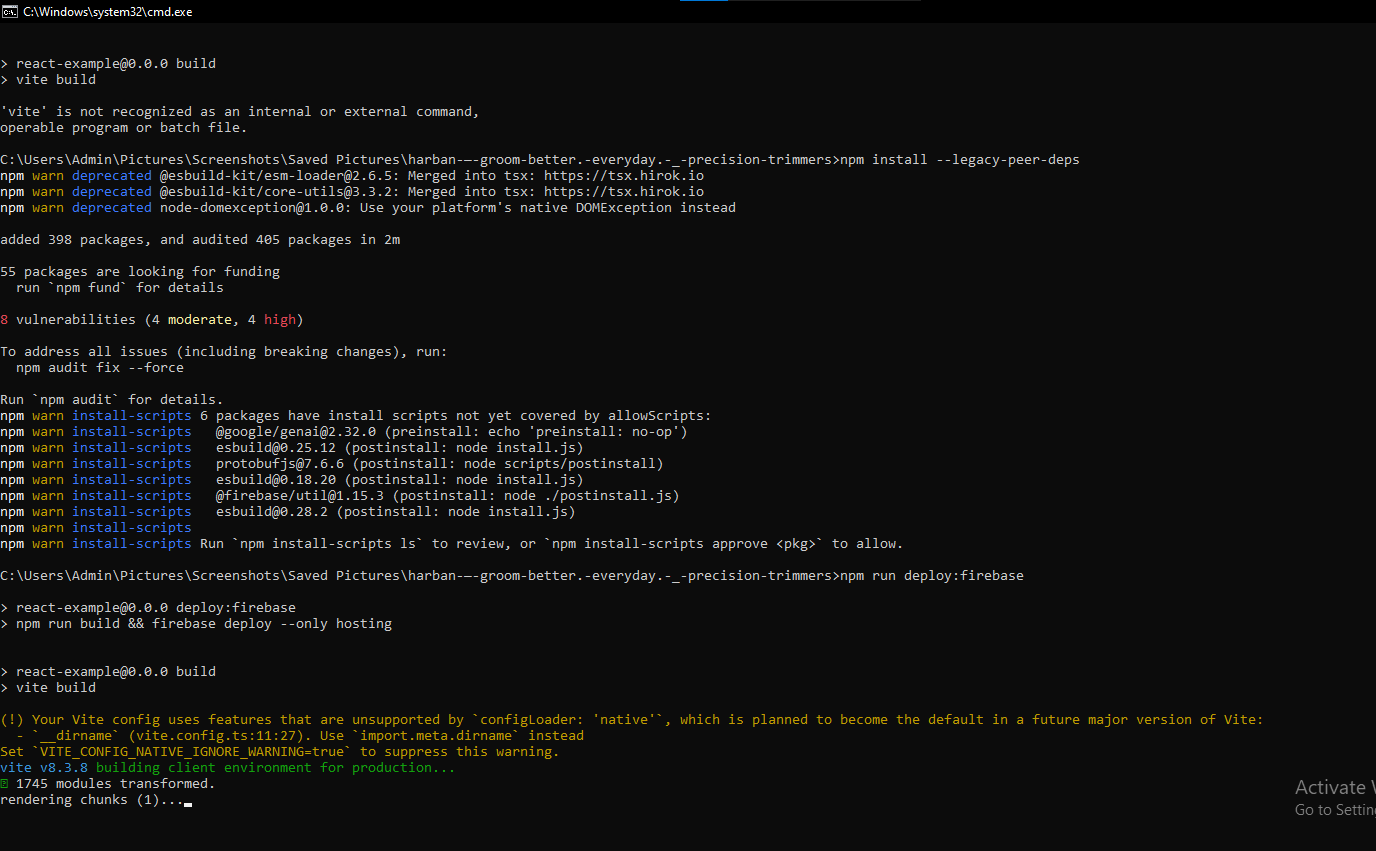 C:\Windows\system32\cmd.exe
> react-example@0.0.0 build
> vite build
'vite' is not recognized as an internal or external command,
operable program or batch file.
C:\Users\Admin\Pictures\Screenshots\Saved Pictures\harban-—-groom-better.-everyday.-_-precision-trimmers>npm install --legacy-peer-deps
npm warn deprecated @esbuild-kit/esm-loader@2.6.5: Merged into tsx: https://tsx.hirok.io
npm warn deprecated @esbuild-kit/core-utils@3.3.2: Merged into tsx: https://tsx.hirok.io
npm warn deprecated node-domexception@1.0.0: Use your platform's native DOMException instead
added 398 packages, and audited 405 packages in 2m
55 packages are looking for funding
  run `npm fund` for details
8 vulnerabilities (4 moderate, 4 high)
To address all issues (including breaking changes), run:
  npm audit fix --force
Run `npm audit` for details.
npm warn install-scripts 6 packages have install scripts not yet covered by allowScripts:
npm warn install-scripts   @google/genai@2.32.0 (preinstall: echo 'preinstall: no-op')
npm warn install-scripts   esbuild@0.25.12 (postinstall: node install.js)
npm warn install-scripts   protobufjs@7.6.6 (postinstall: node scripts/postinstall)
npm warn install-scripts   esbuild@0.18.20 (postinstall: node install.js)
npm warn install-scripts   @firebase/util@1.15.3 (postinstall: node ./postinstall.js)
npm warn install-scripts   esbuild@0.28.2 (postinstall: node install.js)
npm warn install-scripts
npm warn install-scripts Run `npm install-scripts ls` to review, or `npm install-scripts approve <pkg>` to allow.
C:\Users\Admin\Pictures\Screenshots\Saved Pictures\harban-—-groom-better.-everyday.-_-precision-trimmers>npm run deploy:firebase
> react-example@0.0.0 deploy:firebase
> npm run build && firebase deploy --only hosting
> react-example@0.0.0 build
> vite build
(!) Your Vite config uses features that are unsupported by `configLoader: 'native'`, which is planned to become the default in a future major version of Vite:
  - `__dirname` (vite.config.ts:11:27). Use `import.meta.dirname` instead
Set `VITE_CONFIG_NATIVE_IGNORE_WARNING=true` to suppress this warning.
vite v8.3.8 building client environment for production...
1745 modules transformed.
rendering chunks (1)...
Activate W
Go to Settin